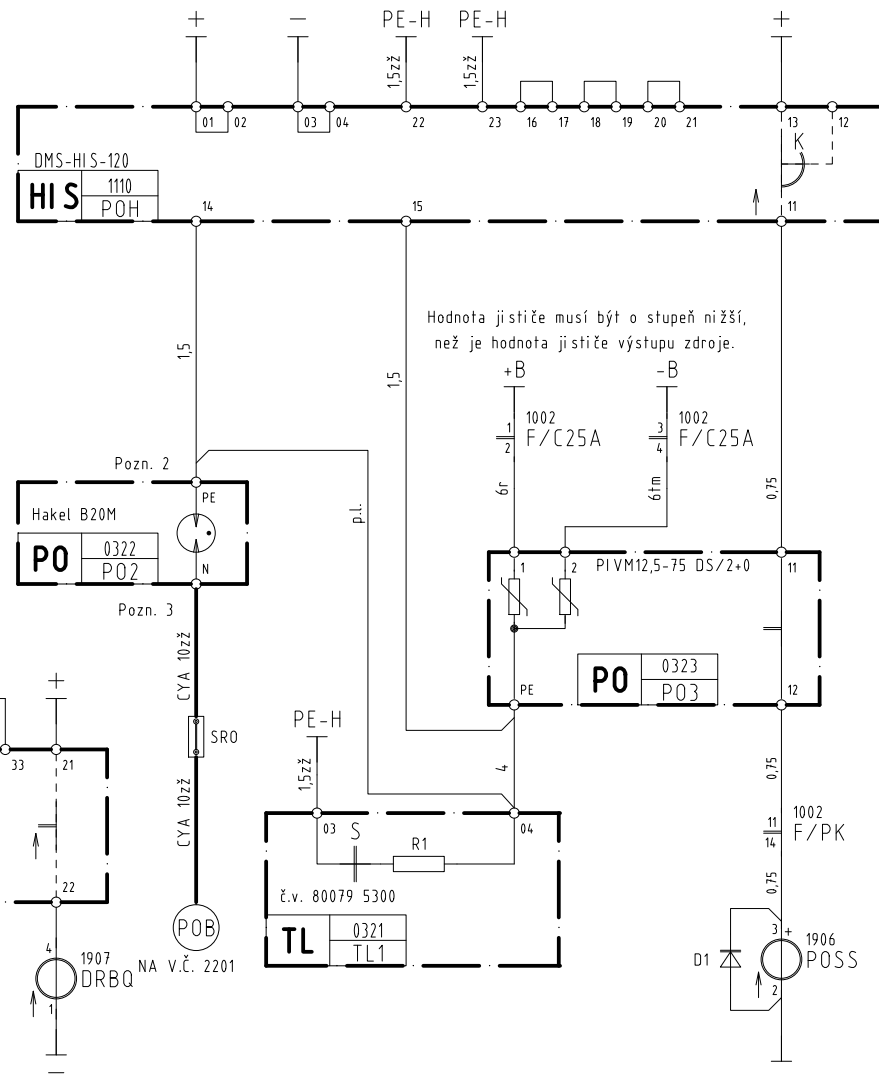 +
−
PE-H
PE-H
+
1,5zž
1,5zž
01
02
03
04
22
23
16
17
18
19
20
21
13
12
K
DMS-HIS-120
HIS
1110
POH
14
15
11
Hodnota jističe musí být o stupeň nižší,
než je hodnota jističe výstupu zdroje.
1,5
1,5
+B
-B
1
2
1002
F/C25A
3
4
1002
F/C25A
Pozn. 2
6r
6tm
0,75
p.l.
PE
Hakel B20M
PO
0322
PO2
N
1
2
PIVM12,5-75 DS/2+0
11
Pozn. 3
CYA 10zž
PO
0323
PO3
PE
12
+
SRO
PE-H
33
21
1,5zž
4
0,75
CYA 10zž
03
04
S
R1
11
14
1002
F/PK
22
č.v. 80079 5300
0,75
POB
TL
0321
TL1
4
1907
DRBQ
1
NA V.Č. 2201
D1
3
+
1906
POSS
2
−